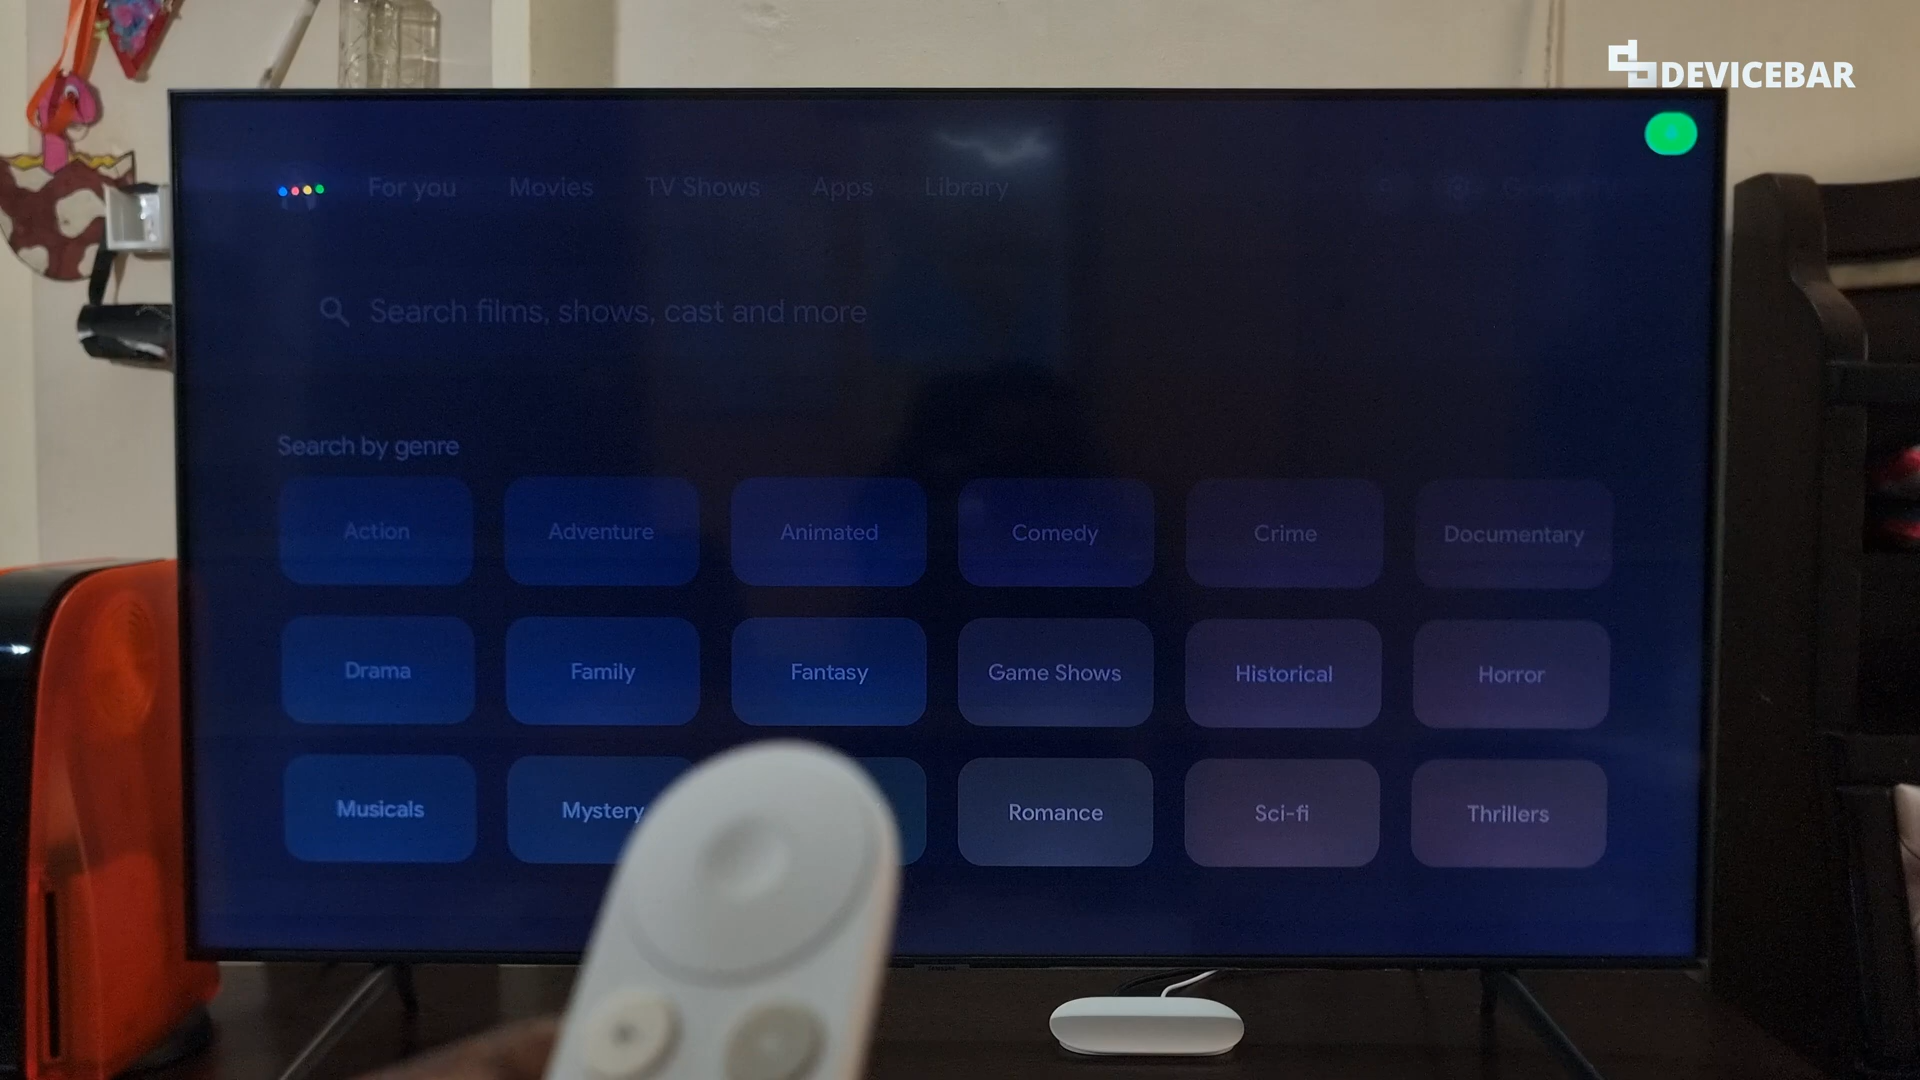 DEVICEBAR
For you Movies TV Shows Apps Library
Search films, shows, cast and more
Search by genre
Action Adventure Animated Comedy Crime Documentary
Drama Family Fantasy Game Shows Historical Horror
Musicals Mystery Romance Sci-fi Thrillers